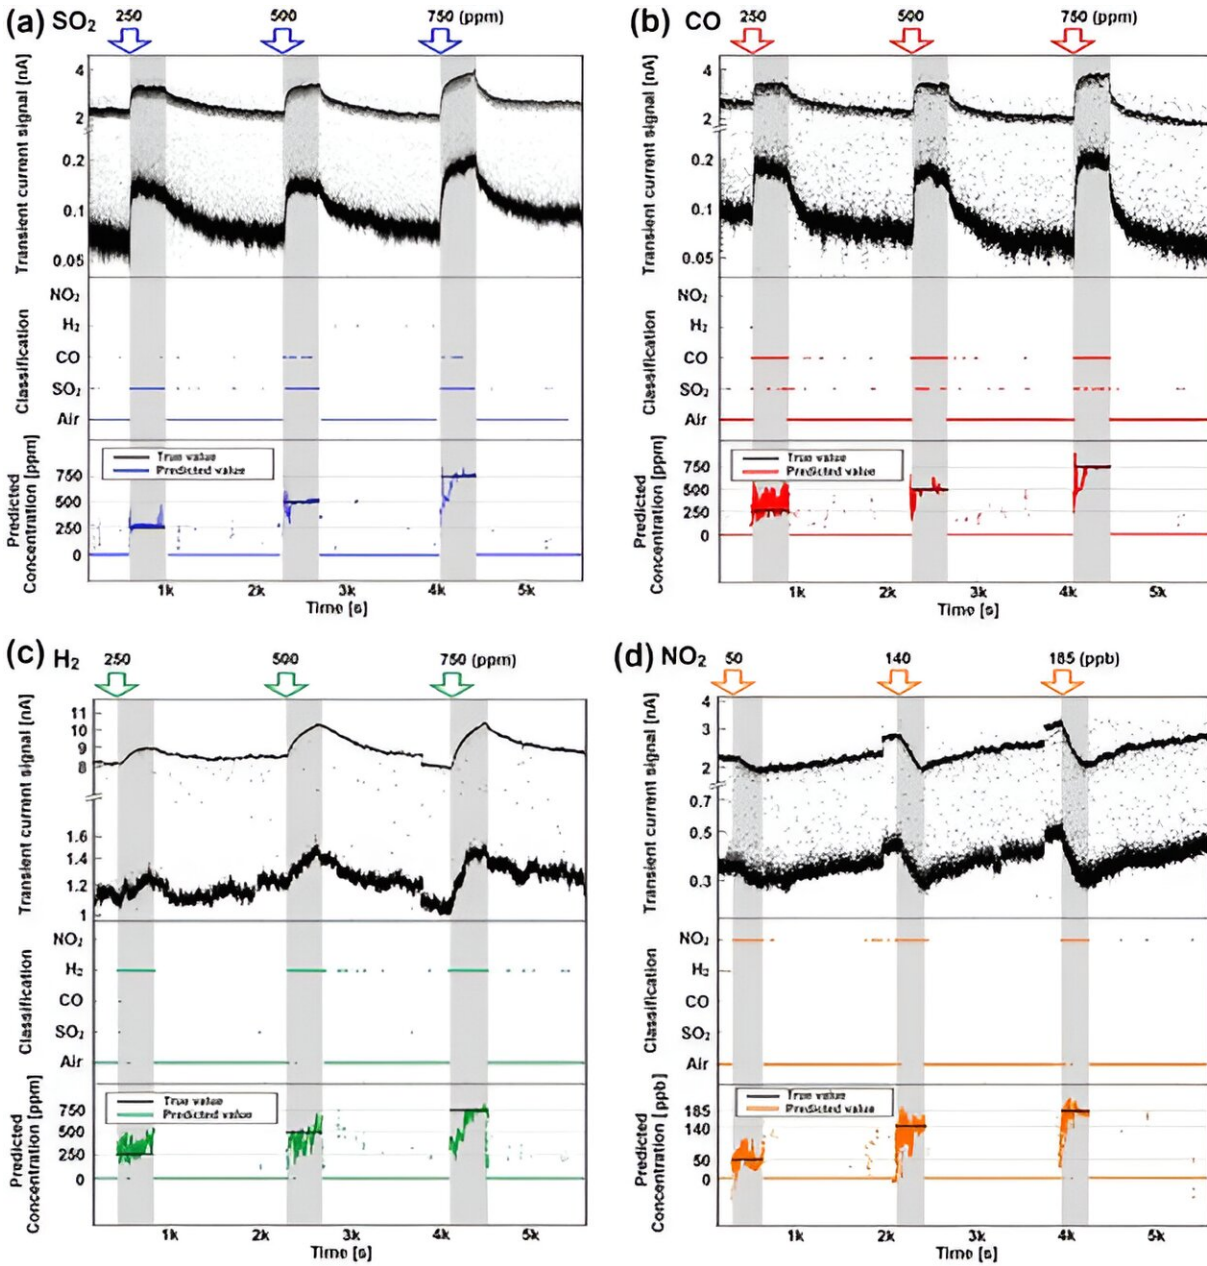 (a) SO₂ 250 500 750 (ppm)
Transient current signal [nA]
4
2
0.2
0.1
0.05
Classification
NO₂
H₂
CO
SO₂
Air
Predicted
Concentration [ppm]
True value
Predicted value
750
500
250
0
1k 2k 3k 4k 5k
Time [s]
(b) CO 250 500 750 (ppm)
Transient current signal [nA]
4
2
0.2
0.1
0.05
Classification
NO₂
H₂
CO
SO₂
Air
Predicted
Concentration [ppm]
True value
Predicted value
750
500
250
0
1k 2k 3k 4k 5k
Time [s]
(c) H₂ 250 500 750 (ppm)
Transient current signal [nA]
11
10
9
8
1.6
1.4
1.2
1
Classification
NO₂
H₂
CO
SO₂
Air
Predicted
Concentration [ppm]
True value
Predicted value
750
500
250
0
1k 2k 3k 4k 5k
Time [s]
(d) NO₂ 50 140 185 (ppb)
Transient current signal [nA]
4
3
2
0.7
0.5
0.3
Classification
NO₂
H₂
CO
SO₂
Air
Predicted
Concentration [ppb]
True value
Predicted value
185
140
50
0
1k 2k 3k 4k 5k
Time [s]